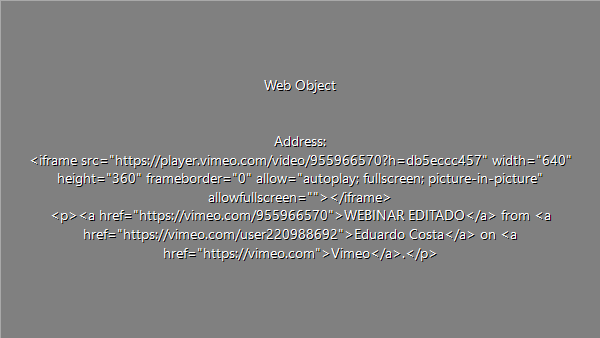 Web Object
Address:
<iframe src="https://player.vimeo.com/video/955966570?h=db5eccc457" width="640"
height="360" frameborder="0" allow="autoplay; fullscreen; picture-in-picture"
allowfullscreen=""></iframe>
<p><a href="https://vimeo.com/955966570">WEBINAR EDITADO</a> from <a
href="https://vimeo.com/user220988692">Eduardo Costa</a> on <a
href="https://vimeo.com">Vimeo</a>.</p>